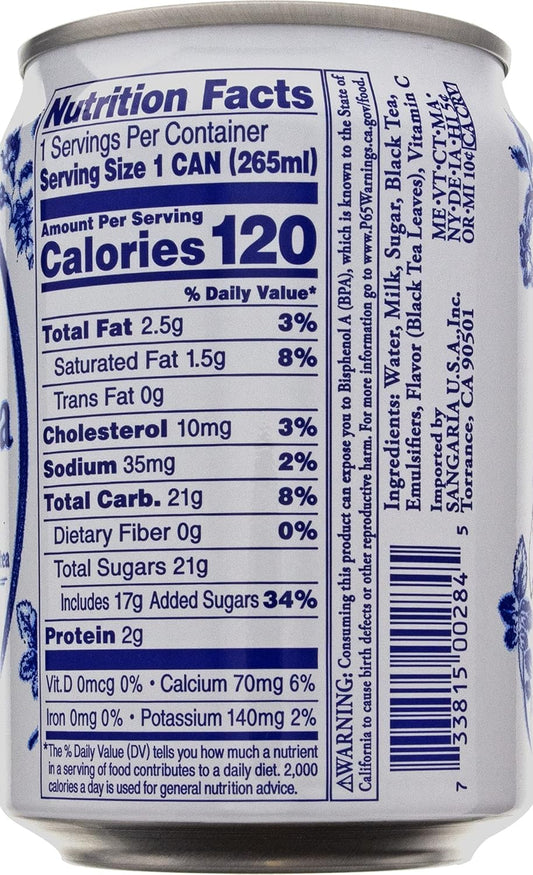 Nutrition Facts
1 Servings Per Container
Serving Size 1 CAN (265ml)
Amount Per Serving
Calories 120
% Daily Value*
Total Fat 2.5g 3%
Saturated Fat 1.5g 8%
Trans Fat 0g
Cholesterol 10mg 3%
Sodium 35mg 2%
Total Carb. 21g 8%
Dietary Fiber 0g 0%
Total Sugars 21g
Includes 17g Added Sugars 34%
Protein 2g
Vit.D 0mcg 0% • Calcium 70mg 6%
Iron 0mg 0% • Potassium 140mg 2%
*The % Daily Value (DV) tells you how much a nutrient
in a serving of food contributes to a daily diet. 2,000
calories a day is used for general nutrition advice.
⚠WARNING: Consuming this product can expose you to Bisphenol A (BPA), which is known to the State of
California to cause birth defects or other reproductive harm. For more information go to www.P65Warnings.ca.gov/food.
Ingredients: Water, Milk, Sugar, Black Tea,
Emulsifiers, Flavor (Black Tea Leaves), Vitamin C
Imported by
SANGARIA U.S.A.,Inc.
Torrance, CA 90501
ME•VT•CT•MA•
NY•DE•IA•HI 5¢
OR•MI 10¢ CA CRV
7 33815 00284 5